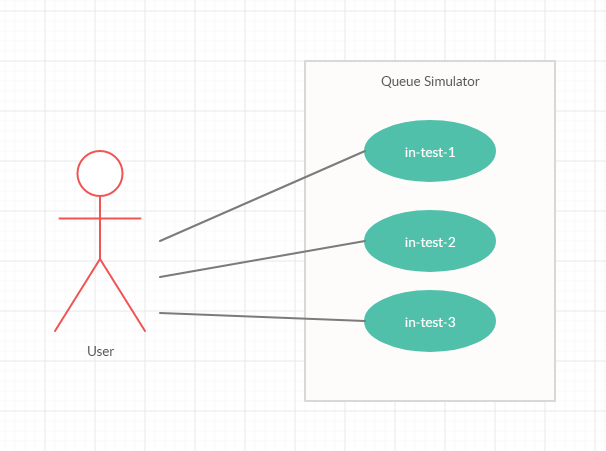 Queue Simulator
in-test-1
in-test-2
in-test-3
User